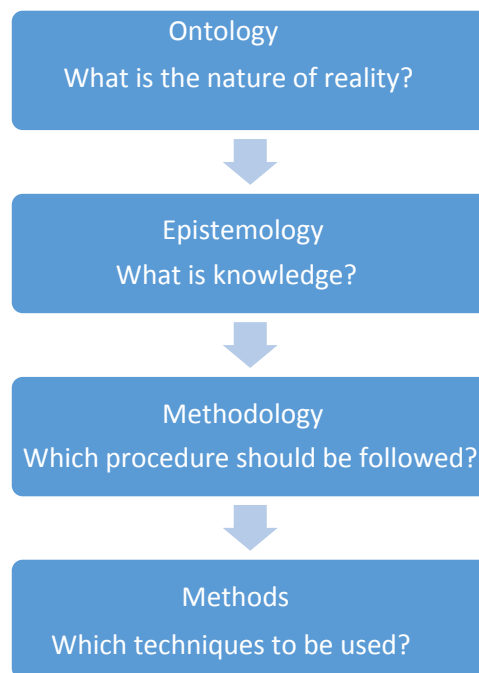 Ontology
What is the nature of reality?
Epistemology
What is knowledge?
Methodology
Which procedure should be followed?
Methods
Which techniques to be used?